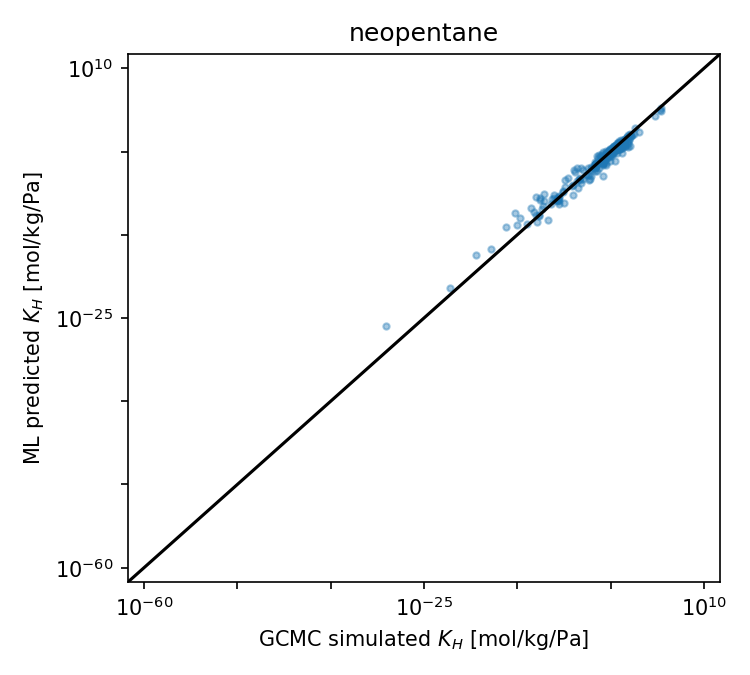 neopentane
10^{10}
10^{-25}
10^{-60}
ML predicted K_H [mol/kg/Pa]
10^{-60} 10^{-25} 10^{10}
GCMC simulated K_H [mol/kg/Pa]